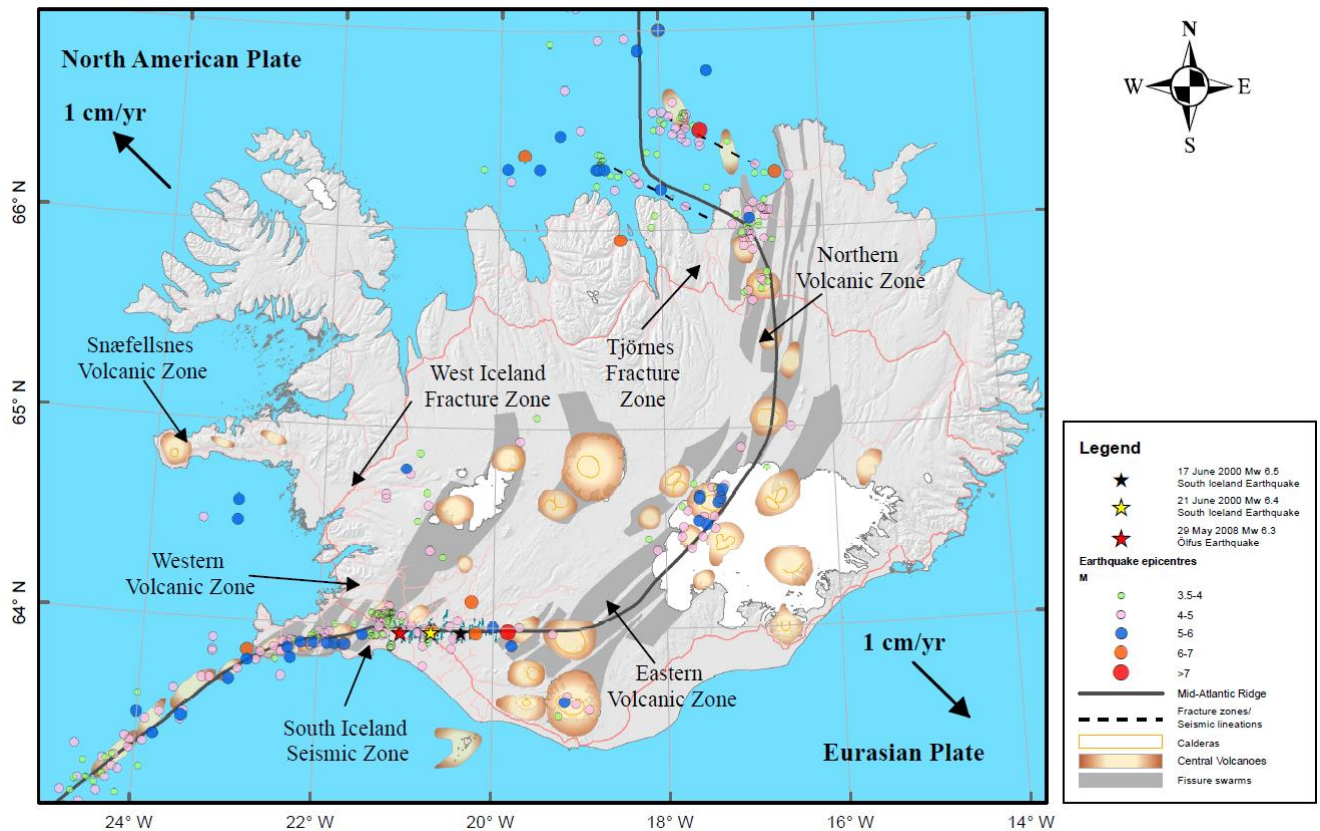 North American Plate
1 cm/yr
N
W
E
S
66° N
65° N
64° N
Northern
Volcanic Zone
Tjörnes
Fracture
Zone
Snæfellsnes
Volcanic Zone
West Iceland
Fracture Zone
Western
Volcanic Zone
South Iceland
Seismic Zone
Eastern
Volcanic Zone
1 cm/yr
Eurasian Plate
24° W
22° W
20° W
18° W
16° W
14° W
Legend
17 June 2000 Mw 6.5
South Iceland Earthquake
21 June 2000 Mw 6.4
South Iceland Earthquake
29 May 2008 Mw 6.3
Ölfus Earthquake
Earthquake epicentres
M
3.5-4
4-5
5-6
6-7
>7
Mid-Atlantic Ridge
Fracture zones/
Seismic lineations
Calderas
Central Volcanoes
Fissure swarms